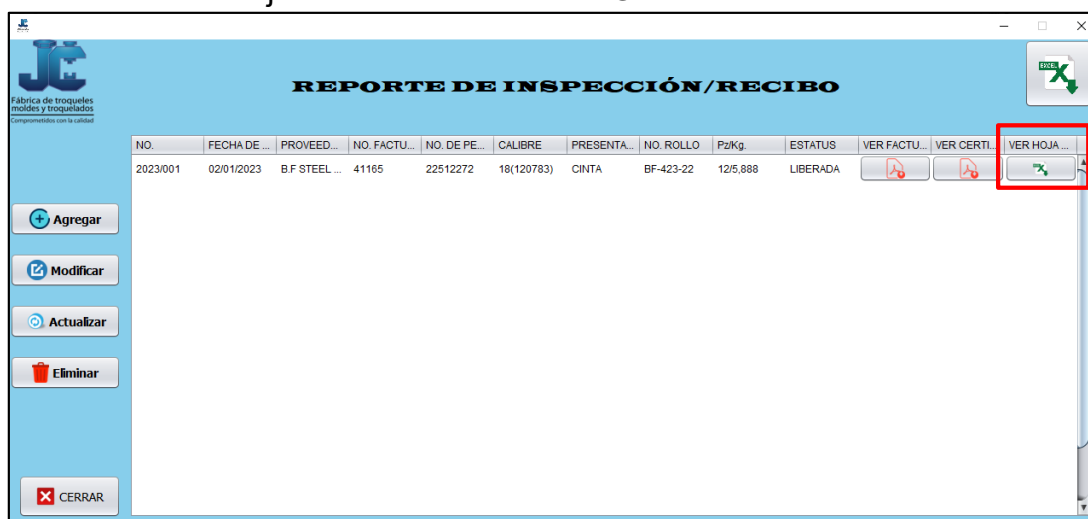 JC
Fábrica de troqueles
moldes y troquelados
Comprometidos con la calidad
REPORTE DE INSPECCIÓN/RECIBO
EXCEL
NO. FECHA DE ... PROVEED... NO. FACTU... NO. DE PE... CALIBRE PRESENTA... NO. ROLLO Pz/Kg. ESTATUS VER FACTU... VER CERTI... VER HOJA ...
2023/001 02/01/2023 B.F STEEL ... 41165 22512272 18(120783) CINTA BF-423-22 12/5,888 LIBERADA
Agregar
Modificar
Actualizar
Eliminar
CERRAR